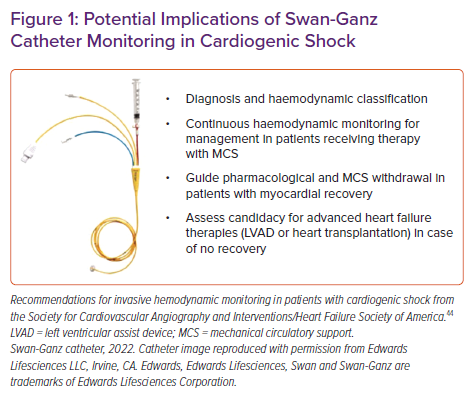 Figure 1: Potential Implications of Swan-Ganz
Catheter Monitoring in Cardiogenic Shock
• Diagnosis and haemodynamic classification
• Continuous haemodynamic monitoring for
management in patients receiving therapy
with MCS
• Guide pharmacological and MCS withdrawal in
patients with myocardial recovery
• Assess candidacy for advanced heart failure
therapies (LVAD or heart transplantation) in case
of no recovery
Recommendations for invasive hemodynamic monitoring in patients with cardiogenic shock from
the Society for Cardiovascular Angiography and Interventions/Heart Failure Society of America.⁴⁴
LVAD = left ventricular assist device; MCS = mechanical circulatory support.
Swan-Ganz catheter, 2022. Catheter image reproduced with permission from Edwards
Lifesciences LLC, Irvine, CA. Edwards, Edwards Lifesciences, Swan and Swan-Ganz are
trademarks of Edwards Lifesciences Corporation.